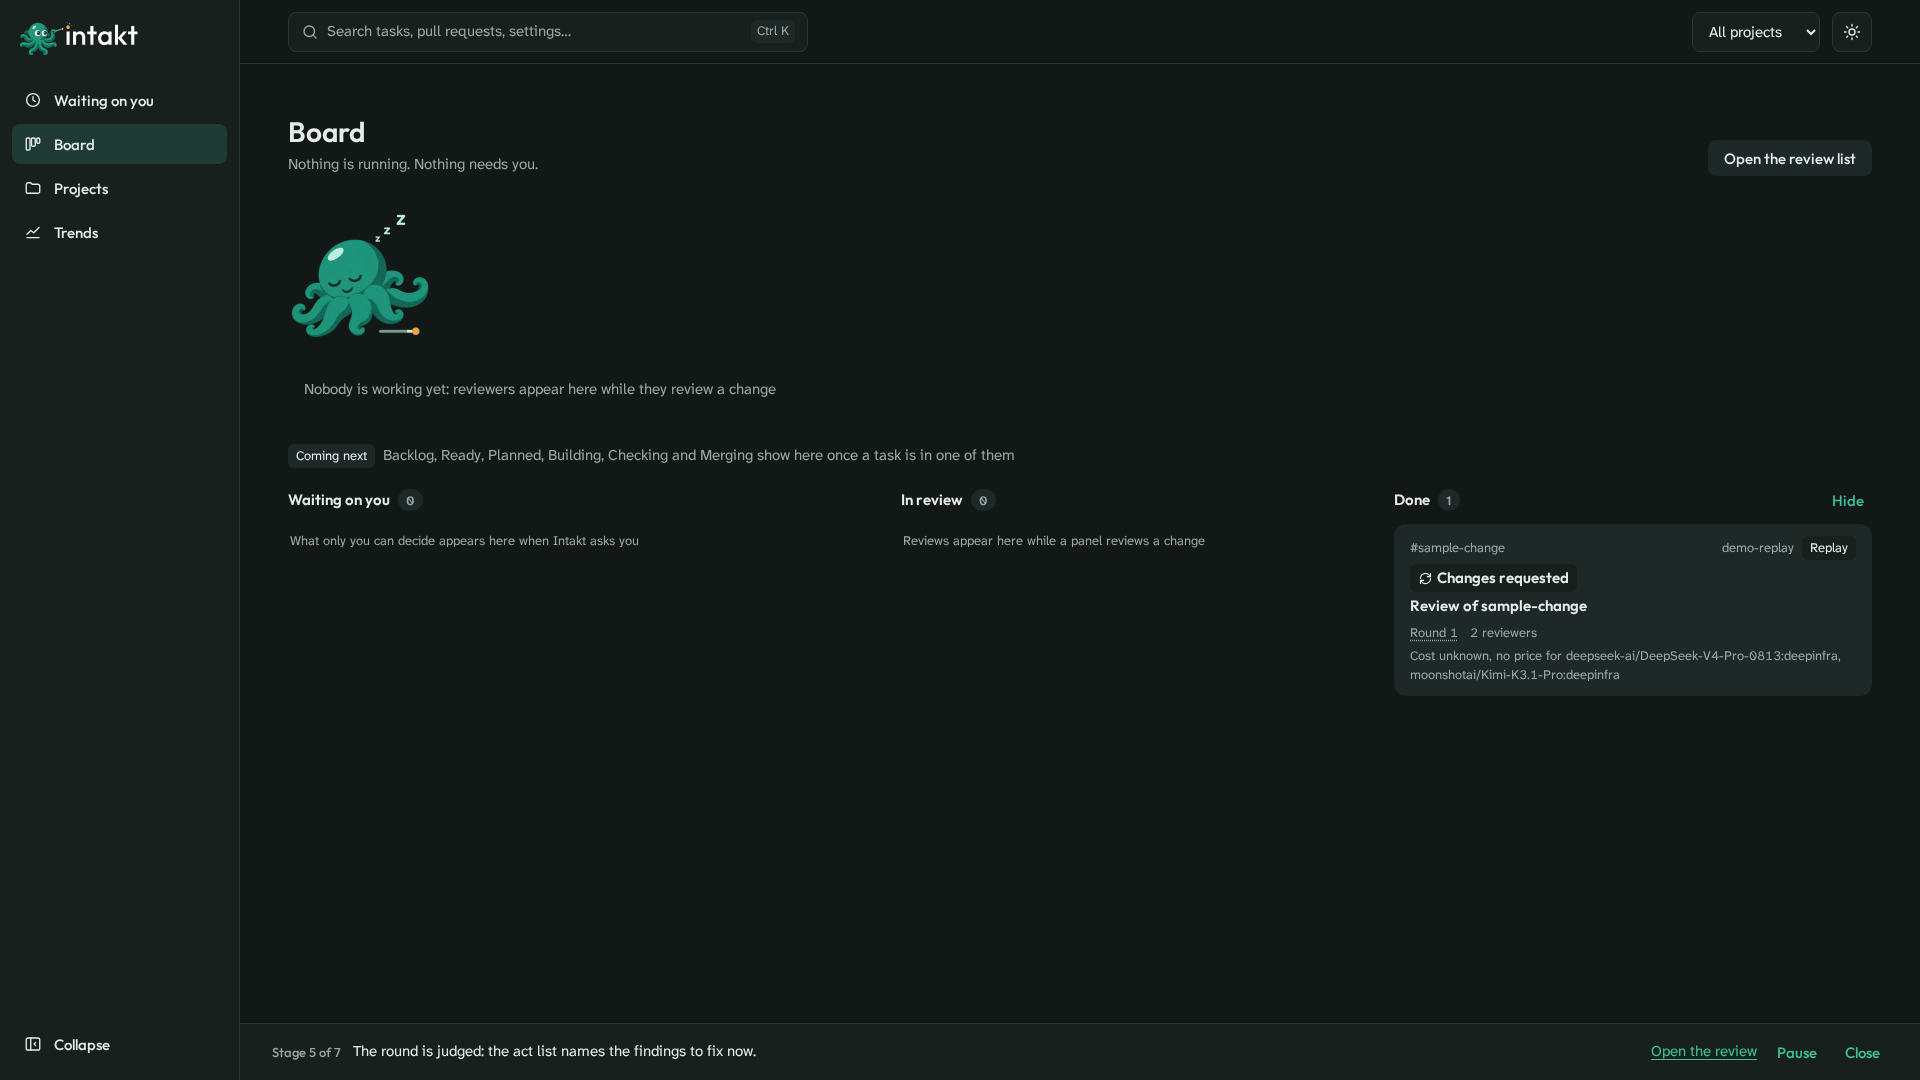 intakt
Search tasks, pull requests, settings...
Ctrl K
All projects
Waiting on you
Board
Projects
Trends
Board
Nothing is running. Nothing needs you.
Open the review list
z z z
Nobody is working yet: reviewers appear here while they review a change
Coming next Backlog, Ready, Planned, Building, Checking and Merging show here once a task is in one of them
Waiting on you 0
What only you can decide appears here when Intakt asks you
In review 0
Reviews appear here while a panel reviews a change
Done 1 Hide
#sample-change demo-replay Replay
Changes requested
Review of sample-change
Round 1 2 reviewers
Cost unknown, no price for deepseek-ai/DeepSeek-V4-Pro-0813:deepinfra,
moonshotai/Kimi-K3.1-Pro:deepinfra
Collapse
Stage 5 of 7 The round is judged: the act list names the findings to fix now.
Open the review Pause Close